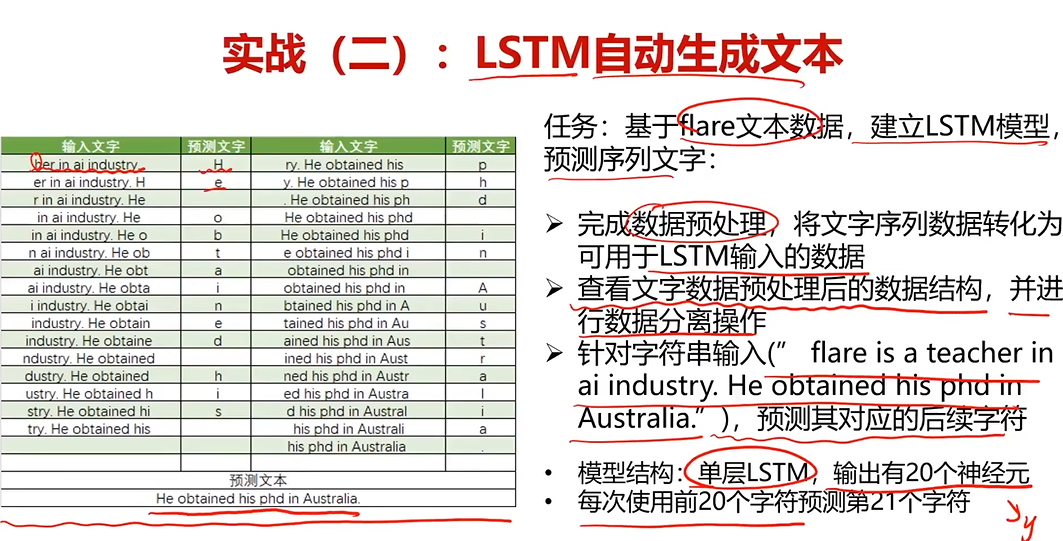 实战（二）：LSTM自动生成文本
输入文字 预测文字 输入文字 预测文字
her in ai industry. H ry. He obtained his p
er in ai industry. H e y. He obtained his p h
r in ai industry. He . He obtained his ph d
in ai industry. He o He obtained his phd
in ai industry. He o b He obtained his phd i
n ai industry. He ob t e obtained his phd i n
ai industry. He obt a obtained his phd in
ai industry. He obta i obtained his phd in A
i industry. He obtai n btained his phd in A u
industry. He obtain e tained his phd in Au s
industry. He obtaine d ained his phd in Aus t
ndustry. He obtained ined his phd in Aust r
dustry. He obtained h ned his phd in Austr a
ustry. He obtained h i ed his phd in Austra l
stry. He obtained hi s d his phd in Austral i
try. He obtained his his phd in Australi a
his phd in Australia .
预测文本
He obtained his phd in Australia.
任务：基于flare文本数据，建立LSTM模型，
预测序列文字：
➢ 完成数据预处理，将文字序列数据转化为
可用于LSTM输入的数据
➢ 查看文字数据预处理后的数据结构，并进
行数据分离操作
➢ 针对字符串输入(” flare is a teacher in
ai industry. He obtained his phd in
Australia.”)，预测其对应的后续字符
• 模型结构：单层LSTM，输出有20个神经元
• 每次使用前20个字符预测第21个字符
y